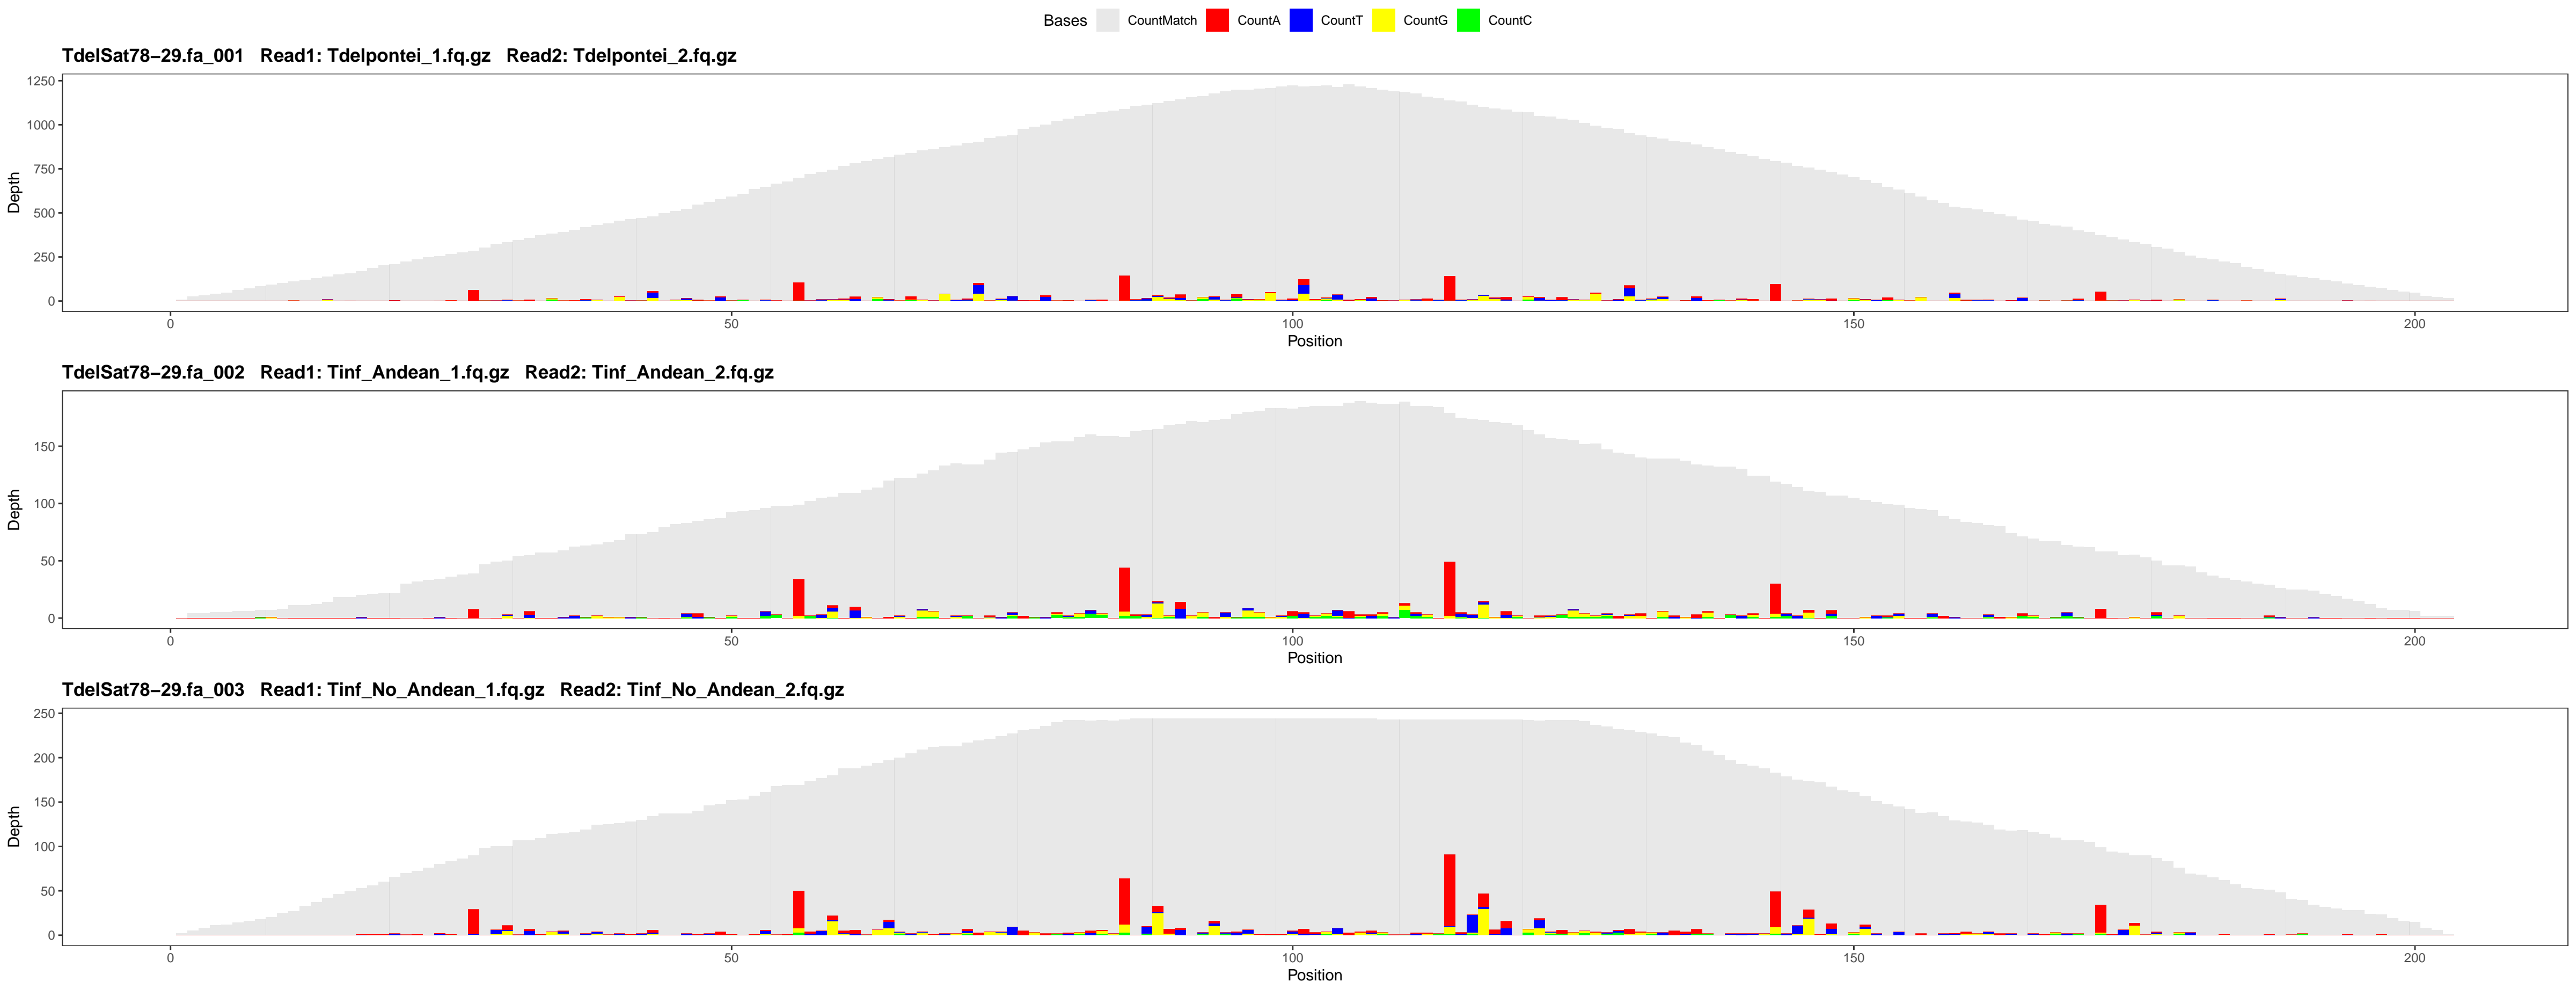 Bases CountMatch CountA CountT CountG CountC
TdelSat78−29.fa_001 Read1: Tdelpontei_1.fq.gz Read2: Tdelpontei_2.fq.gz
1250
1000
750
500
250
0
Depth
0 50 100 150 200
Position
TdelSat78−29.fa_002 Read1: Tinf_Andean_1.fq.gz Read2: Tinf_Andean_2.fq.gz
150
100
50
0
Depth
0 50 100 150 200
Position
TdelSat78−29.fa_003 Read1: Tinf_No_Andean_1.fq.gz Read2: Tinf_No_Andean_2.fq.gz
250
200
150
100
50
0
Depth
0 50 100 150 200
Position